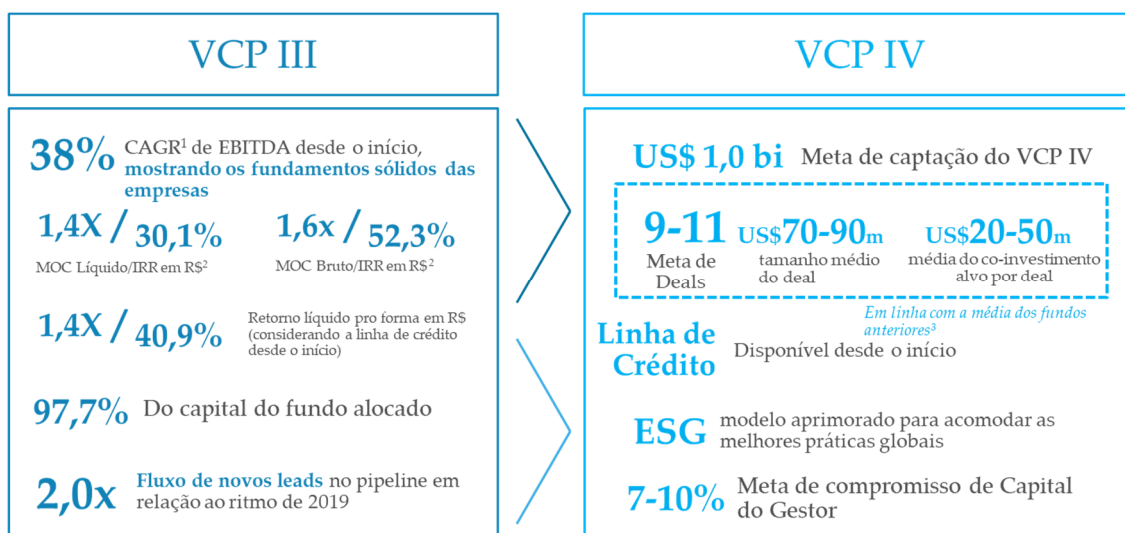 VCP III
38% CAGR¹ de EBITDA desde o início,
mostrando os fundamentos sólidos das
empresas
1,4X / 30,1%
MOC Líquido/IRR em R$²
1,6x / 52,3%
MOC Bruto/IRR em R$²
1,4X / 40,9%
Retorno líquido pro forma em R$
(considerando a linha de crédito
desde o início)
97,7% Do capital do fundo alocado
2,0x
Fluxo de novos leads no pipeline em
relação ao ritmo de 2019
VCP IV
US$ 1,0 bi Meta de captação do VCP IV
9-11
Meta de
Deals
US$70-90m
tamanho médio
do deal
US$20-50m
média do co-investimento
alvo por deal
Em linha com a média dos fundos
anteriores³
Linha de
Crédito
Disponível desde o início
ESG
modelo aprimorado para acomodar as
melhores práticas globais
7-10%
Meta de compromisso de Capital
do Gestor